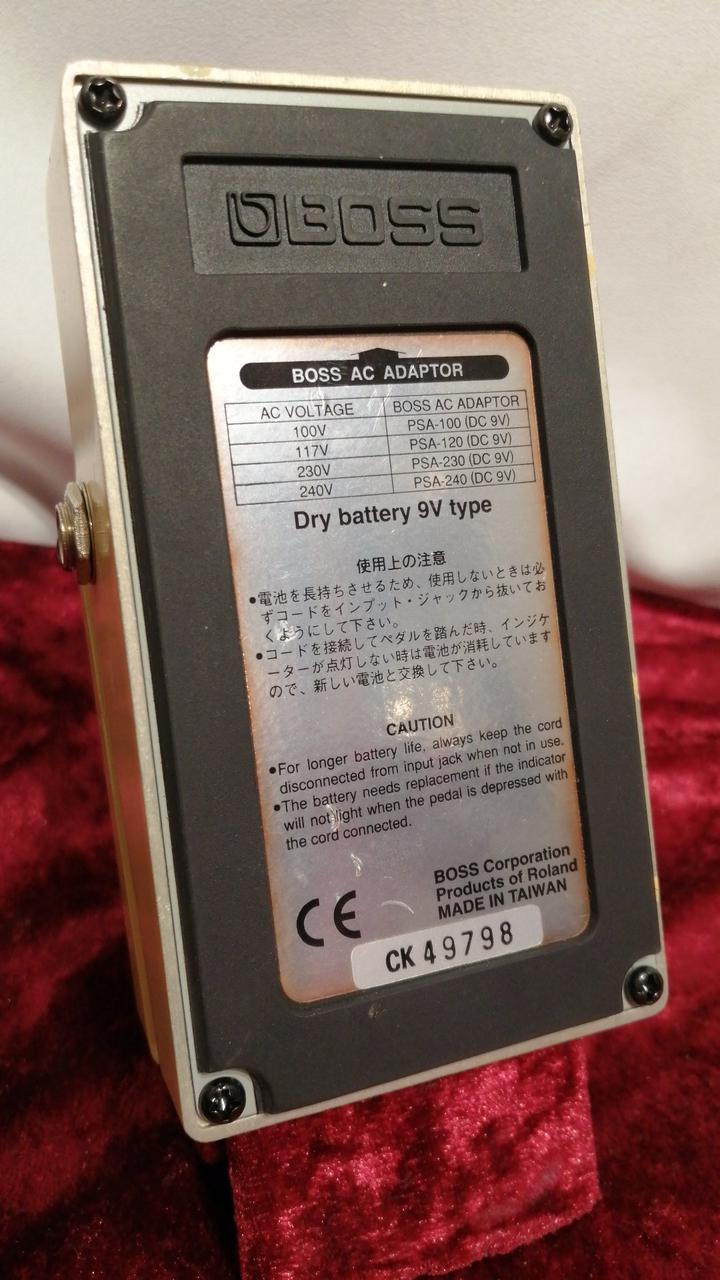 BOSS
BOSS AC ADAPTOR
AC VOLTAGE BOSS AC ADAPTOR
100V PSA-100 (DC 9V)
117V PSA-120 (DC 9V)
230V PSA-230 (DC 9V)
240V PSA-240 (DC 9V)
Dry battery 9V type
使用上の注意
●電池を長持ちさせるため、使用しないときは必
ずコードをインプット・ジャックから抜いてお
くようにして下さい。
●コードを接続してペダルを踏んだ時、インジケ
ーターが点灯しない時は電池が消耗しています
ので、新しい電池と交換して下さい。
CAUTION
●For longer battery life, always keep the cord
disconnected from input jack when not in use.
●The battery needs replacement if the indicator
will not light when the pedal is depressed with
the cord connected.
CE
BOSS Corporation
Products of Roland
MADE IN TAIWAN
CK 49798